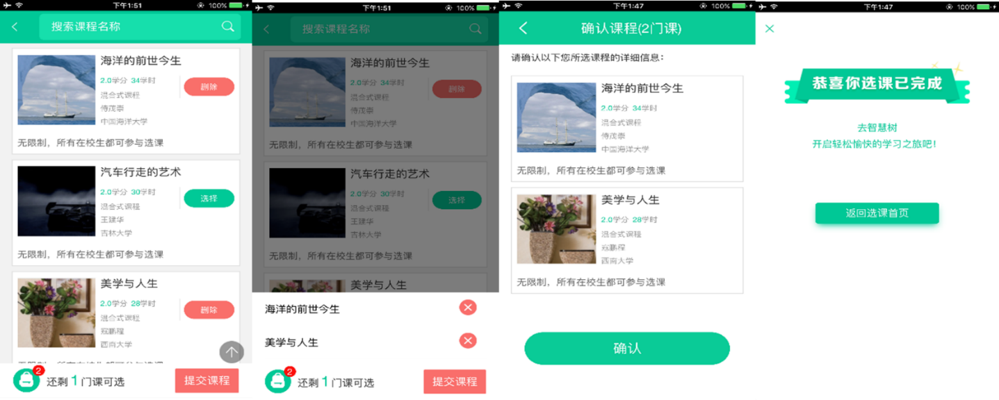 下午1:51
100%
搜索课程名称
海洋的前世今生
2.0学分 34学时
删除
混合式课程
侍茂崇
中国海洋大学
无限制，所有在校生都可参与选课
汽车行走的艺术
2.0学分 30学时
选择
混合式课程
王建华
吉林大学
无限制，所有在校生都可参与选课
美学与人生
2.0学分 28学时
删除
混合式课程
寇鹏程
西南大学
无限制，所有在校生都可参与选课
2
还剩 1 门课可选
提交课程
下午1:51
100%
搜索课程名称
海洋的前世今生
2.0学分 34学时
删除
混合式课程
侍茂崇
中国海洋大学
无限制，所有在校生都可参与选课
汽车行走的艺术
2.0学分 30学时
选择
混合式课程
王建华
吉林大学
无限制，所有在校生都可参与选课
美学与人生
海洋的前世今生
美学与人生
2
还剩 1 门课可选
提交课程
下午1:47
100%
确认课程(2门课)
请确认以下您所选课程的详细信息：
海洋的前世今生
2.0学分 34学时
混合式课程
侍茂崇
中国海洋大学
无限制，所有在校生都可参与选课
美学与人生
2.0学分 28学时
混合式课程
寇鹏程
西南大学
无限制，所有在校生都可参与选课
确认
下午1:47
100%
恭喜你选课已完成
去智慧树
开启轻松愉快的学习之旅吧！
返回选课首页